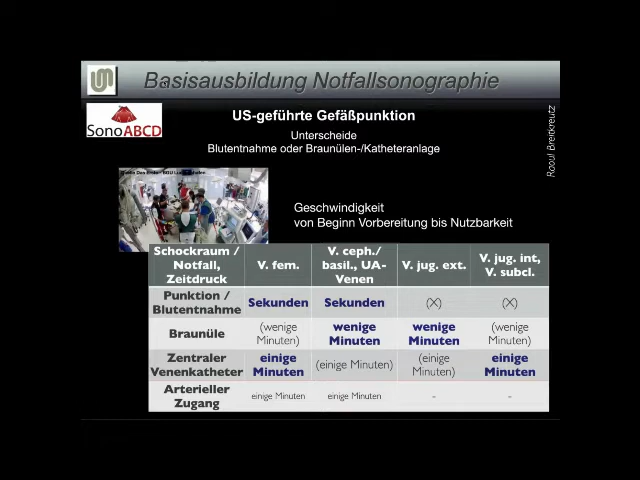 Basisausbildung Notfallsonographie
SonoABCD
US-geführte Gefäßpunktion
Unterscheide
Blutentnahme oder Braunülen-/Katheteranlage
Raoul Breitkreutz
Geschwindigkeit
von Beginn Vorbereitung bis Nutzbarkeit
Schockraum / Notfall, Zeitdruck
V. fem.
V. ceph./ basil., UA-Venen
V. jug. ext.
V. jug. int, V. subcl.
Punktion / Blutentnahme
Sekunden
Sekunden
(X)
(X)
Braunüle
(wenige Minuten)
wenige Minuten
wenige Minuten
(wenige Minuten)
Zentraler Venenkatheter
einige Minuten
(einige Minuten)
(einige Minuten)
einige Minuten
Arterieller Zugang
einige Minuten
einige Minuten
-
-